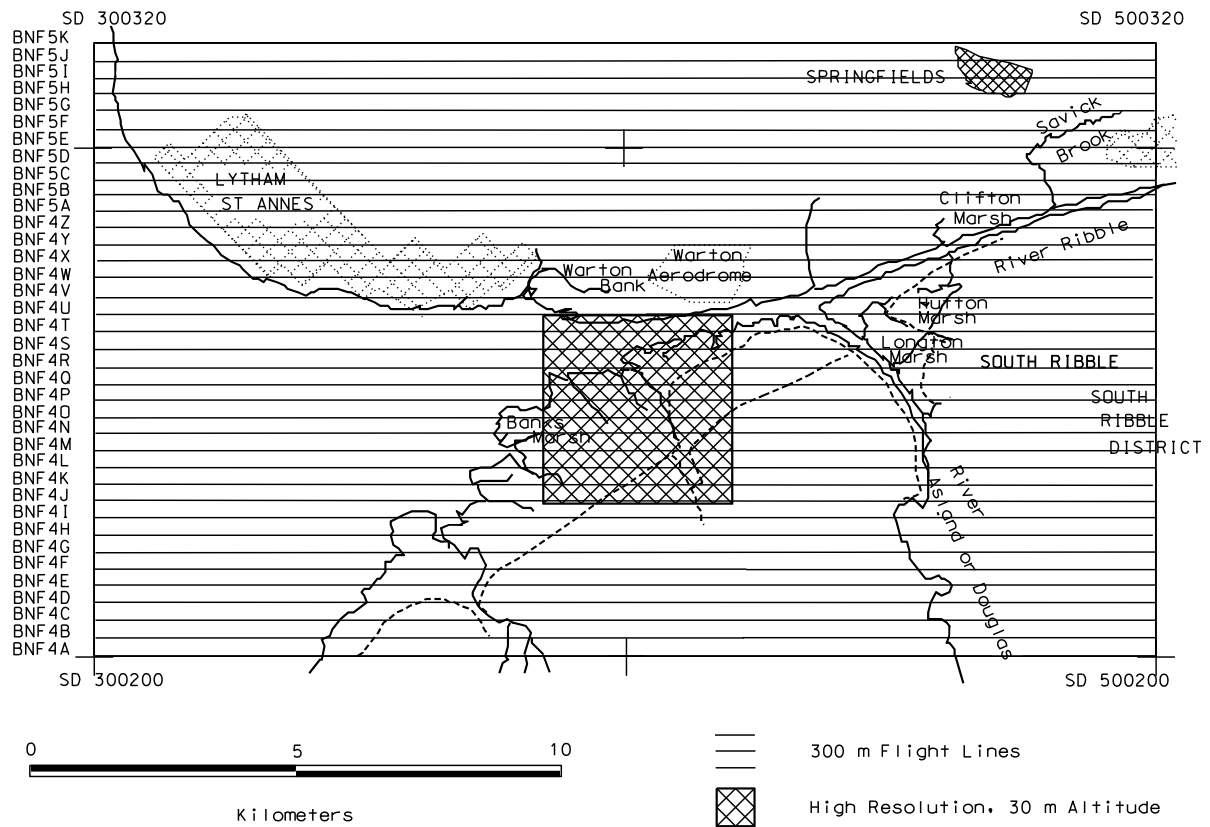 SD 300320
SD 500320
BNF5K
BNF5J
BNF5I
BNF5H
BNF5G
BNF5F
BNF5E
BNF5D
BNF5C
BNF5B
BNF5A
BNF4Z
BNF4Y
BNF4X
BNF4W
BNF4V
BNF4U
BNF4T
BNF4S
BNF4R
BNF4Q
BNF4P
BNF4O
BNF4N
BNF4M
BNF4L
BNF4K
BNF4J
BNF4I
BNF4H
BNF4G
BNF4F
BNF4E
BNF4D
BNF4C
BNF4B
BNF4A
SPRINGFIELDS
Savick
Brook
LYTHAM
ST ANNES
Clifton
Marsh
River Ribble
Warton
Bank
Warton
Aerodrome
Hutton
Marsh
Longton
Marsh
SOUTH RIBBLE
SOUTH
RIBBLE
DISTRICT
Banks
Marsh
River
Asland or Douglas
SD 300200
SD 500200
0 5 10
Kilometers
300 m Flight Lines
High Resolution. 30 m Altitude